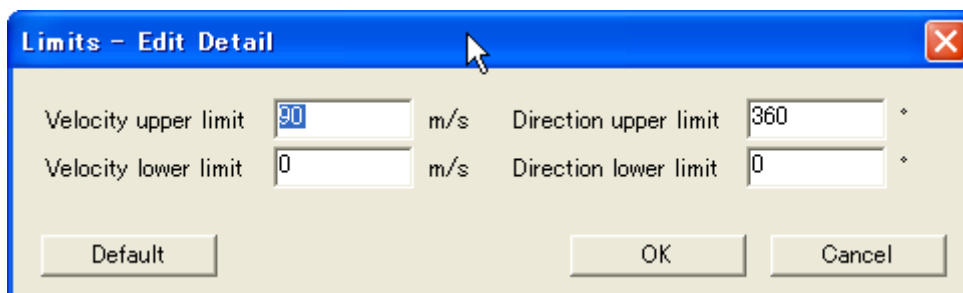 Limits - Edit Detail
Velocity upper limit 90 m/s Direction upper limit 360 °
Velocity lower limit 0 m/s Direction lower limit 0 °
Default OK Cancel